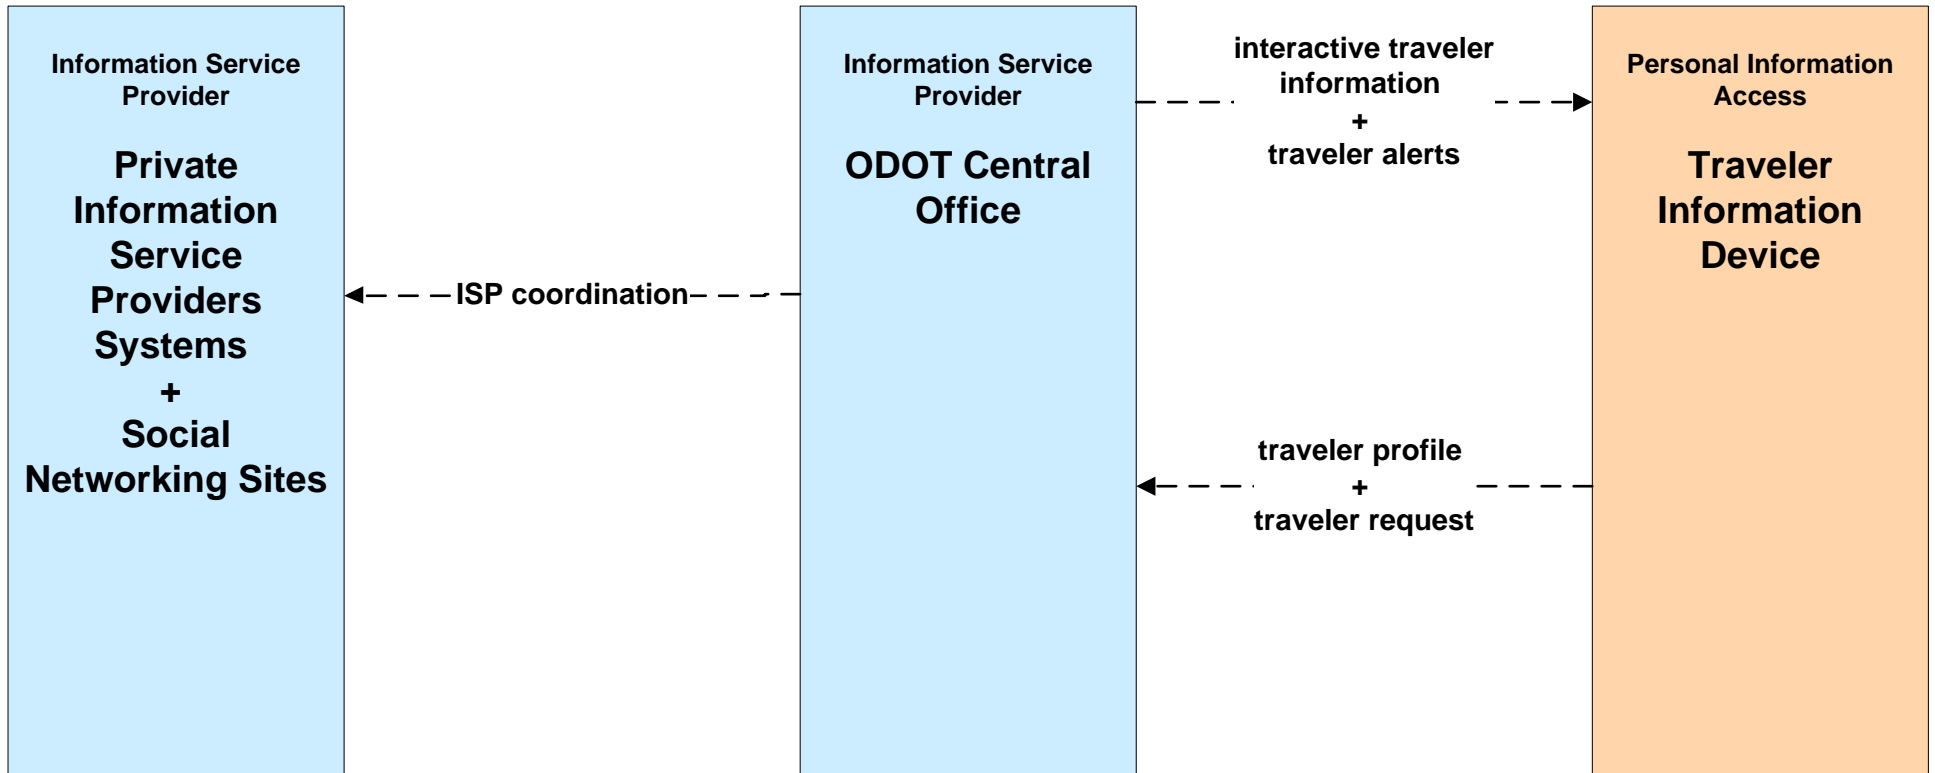 Information Service
Provider
Private
Information
Service
Providers
Systems
+
Social
Networking Sites
ISP coordination
Information Service
Provider
ODOT Central
Office
interactive traveler
information
+
traveler alerts
traveler profile
+
traveler request
Personal Information
Access
Traveler
Information
Device